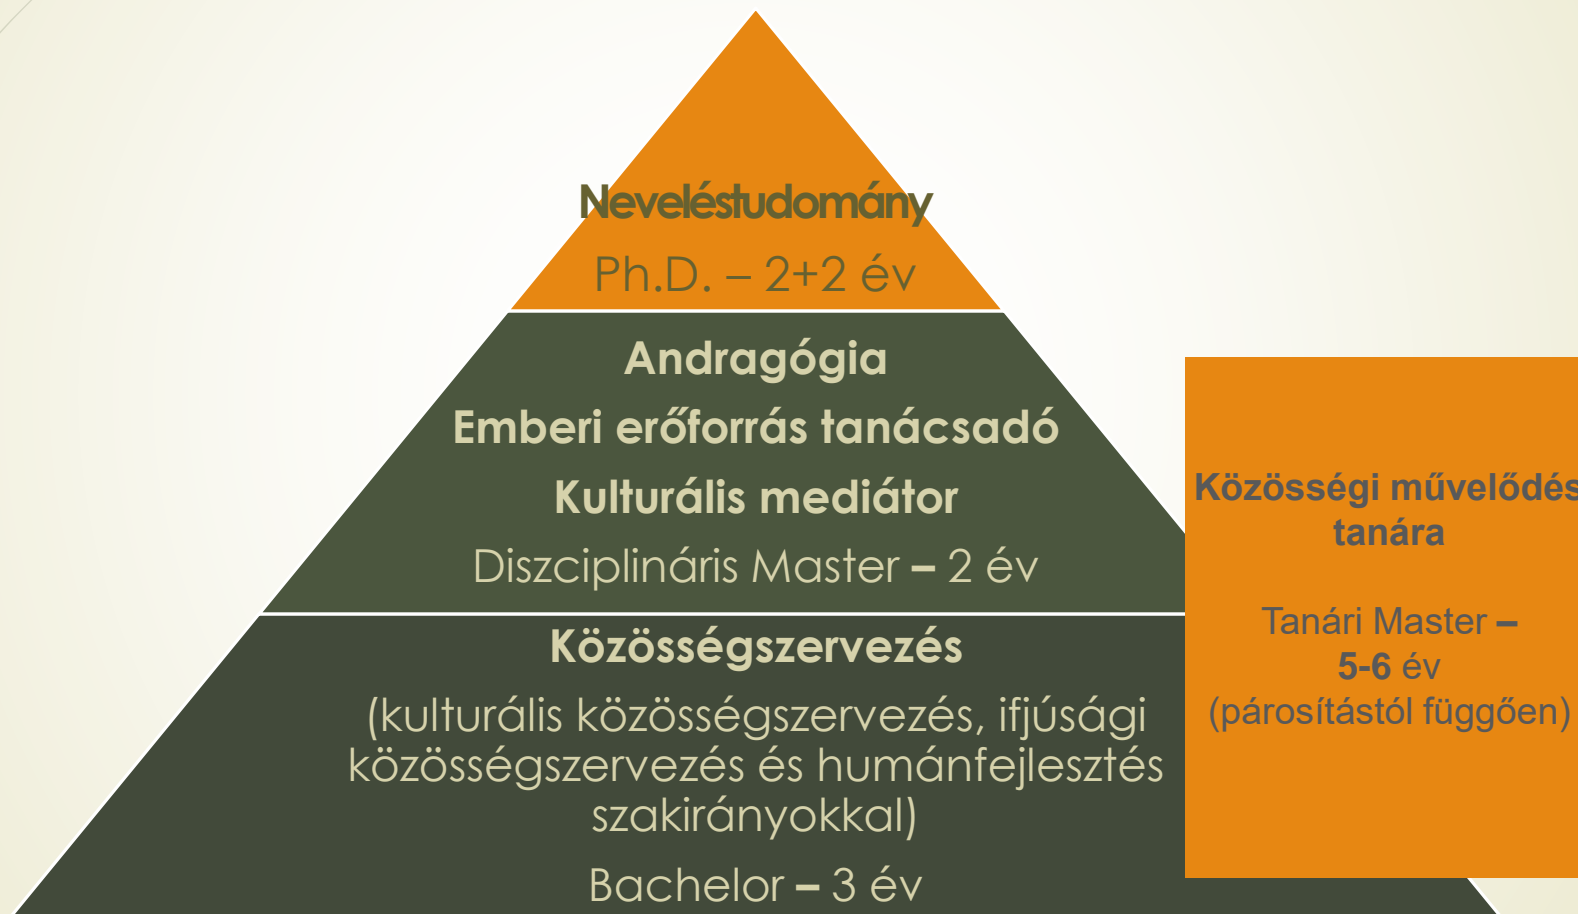 Neveléstudomány
Ph.D. – 2+2 év
Andragógia
Emberi erőforrás tanácsadó
Kulturális mediátor
Diszciplináris Master – 2 év
Közösségszervezés
(kulturális közösségszervezés, ifjúsági
közösségszervezés és humánfejlesztés
szakirányokkal)
Bachelor – 3 év
Közösségi művelődés
tanára
Tanári Master –
5-6 év
(párosítástól függően)